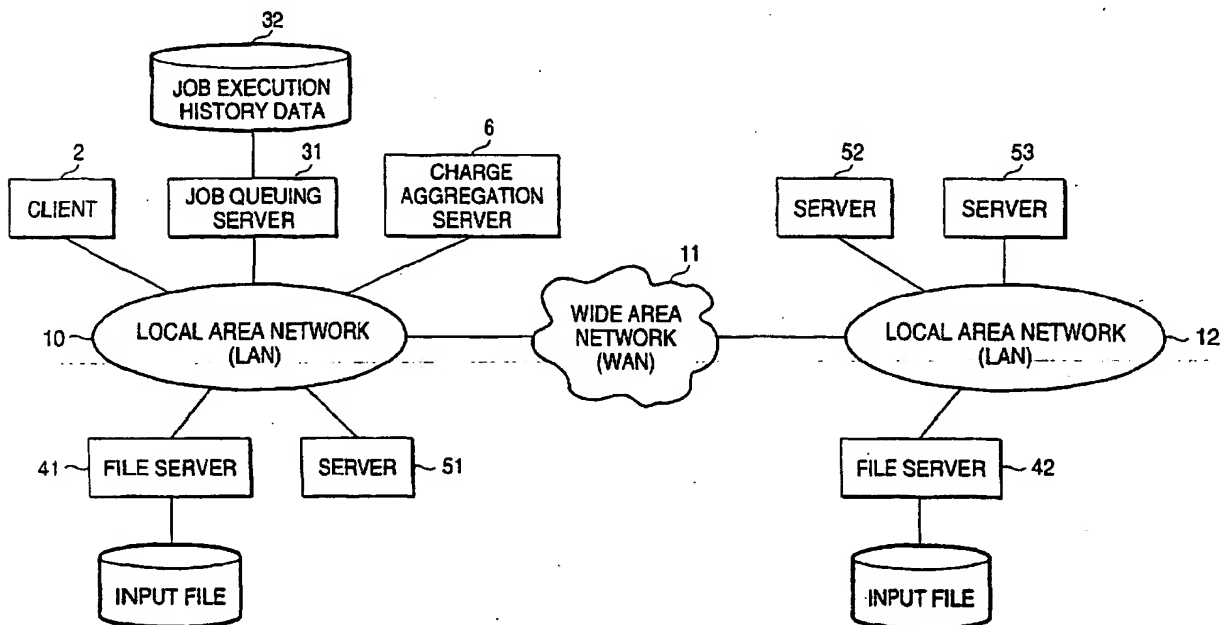 32
JOB EXECUTION
HISTORY DATA
2
CLIENT
31
JOB QUEUING
SERVER
6
CHARGE
AGGREGATION
SERVER
52
SERVER
53
SERVER
10
LOCAL AREA NETWORK
(LAN)
11
WIDE AREA
NETWORK
(WAN)
LOCAL AREA NETWORK
(LAN)
12
41
FILE SERVER
SERVER
51
FILE SERVER
42
INPUT FILE
INPUT FILE